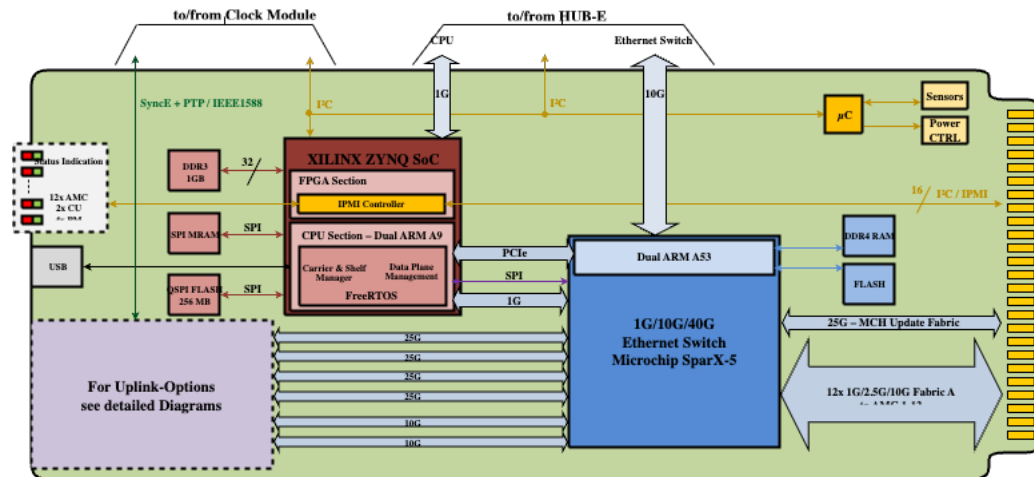 to/from Clock Module
to/from HUB-E
CPU
Ethernet Switch
SyncE + PTP / IEEE1588
I²C
1G
I²C
10G
µC
Sensors
Power
CTRL
Status Indication
12x AMC
2x CU
DDR3
1GB
32
XILINX ZYNQ SoC
FPGA Section
IPMI Controller
16
I²C / IPMI
SPI MRAM
SPI
CPU Section – Dual ARM A9
Carrier & Shelf
Manager
Data Plane
Management
FreeRTOS
USB
QSPI FLASH
256 MB
SPI
PCIe
SPI
1G
Dual ARM A53
DDR4 RAM
FLASH
1G/10G/40G
Ethernet Switch
Microchip SparX-5
25G – MCH Update Fabric
12x 1G/2.5G/10G Fabric A
For Uplink-Options
see detailed Diagrams
25G
25G
25G
25G
10G
10G